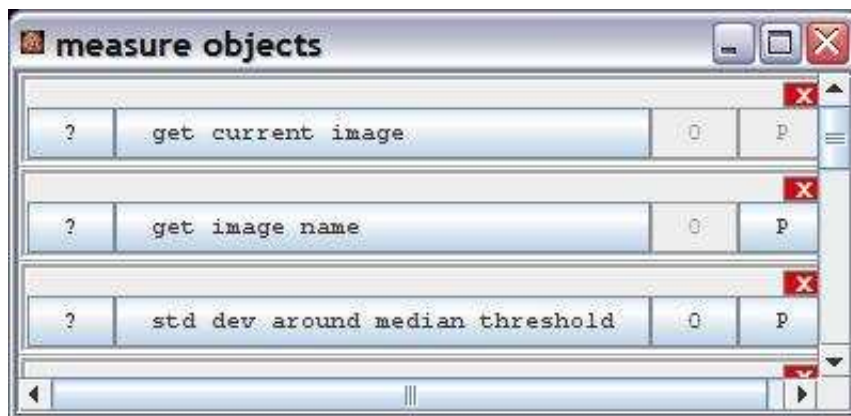 measure objects
X
? get current image O P
X
? get image name O P
X
? std dev around median threshold O P
X